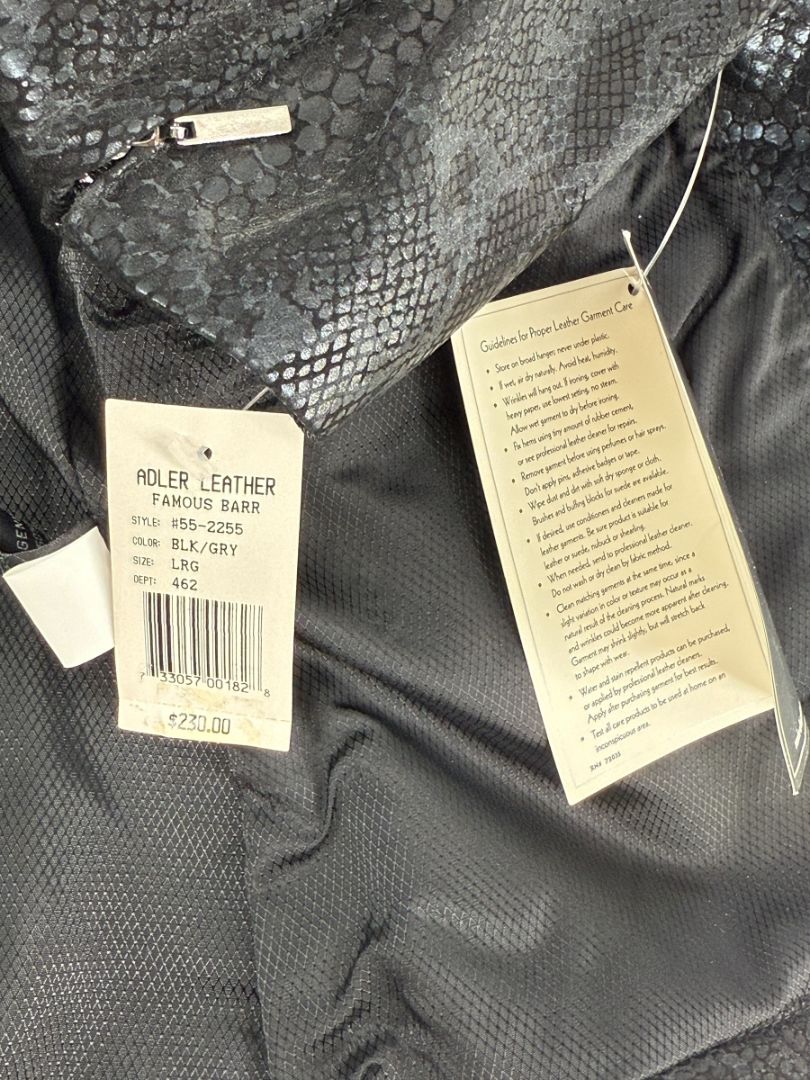 ADLER LEATHER
FAMOUS BARR
STYLE: #55-2255
COLOR: BLK/GRY
SIZE: LRG
DEPT: 462
7 33057 00182 8
$230.00
Guidelines for Proper Leather Garment Care
• Store on broad hanger; never under plastic.
• If wet, air dry naturally. Avoid heat, humidity.
• Wrinkles will hang out. If ironing, cover with
heavy paper, use lowest setting, no steam.
Allow wet garment to dry before ironing.
• Fix hems using tiny amount of rubber cement,
or see professional leather cleaner for repairs.
• Remove garment before using perfumes or hair sprays.
Don't apply pins, adhesive badges or tape.
• Wipe dust and dirt with soft dry sponge or cloth.
Brushes and buffing blocks for suede are available.
• If desired, use conditioners and cleaners made for
leather garments. Be sure product is suitable for
leather or suede, nubuck or shearling.
• When needed, send to professional leather cleaner.
Do not wash or dry clean by fabric method.
• Clean matching garments at the same time, since a
slight variation in color or texture may occur as a
natural result of the cleaning process. Natural marks
and wrinkles could become more apparent after cleaning.
Garment may shrink slightly, but will stretch back
to shape with wear.
• Water and stain repellent products can be purchased,
or applied by professional leather cleaners.
Apply after purchasing garment for best results.
• Test all care products to be used at home on an
inconspicuous area.
RN# 73035
GEN